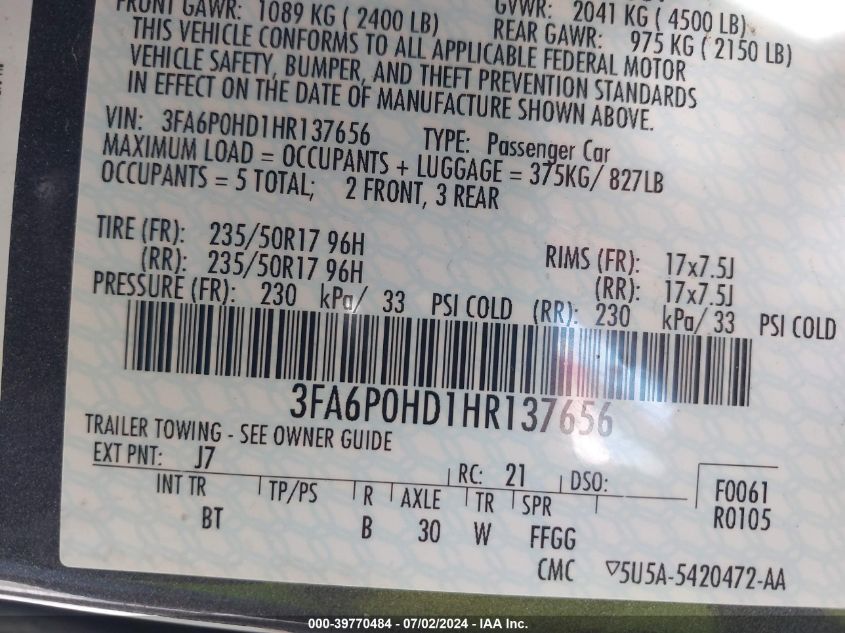 FRONT GAWR: 1089 KG ( 2400 LB) GVWR: 2041 KG ( 4500 LB)
REAR GAWR: 975 KG ( 2150 LB)
THIS VEHICLE CONFORMS TO ALL APPLICABLE FEDERAL MOTOR
VEHICLE SAFETY, BUMPER, AND THEFT PREVENTION STANDARDS
IN EFFECT ON THE DATE OF MANUFACTURE SHOWN ABOVE.
VIN: 3FA6P0HD1HR137656 TYPE: Passenger Car
MAXIMUM LOAD = OCCUPANTS + LUGGAGE = 375KG/ 827LB
OCCUPANTS = 5 TOTAL; 2 FRONT, 3 REAR
TIRE (FR): 235/50R17 96H RIMS (FR): 17x7.5J
(RR): 235/50R17 96H (RR): 17x7.5J
PRESSURE (FR): 230 kPa/ 33 PSI COLD (RR): 230 kPa/ 33 PSI COLD
3FA6P0HD1HR137656
TRAILER TOWING - SEE OWNER GUIDE
EXT PNT: J7 RC: 21 DSO: F0061
INT TR TP/PS R AXLE TR SPR R0105
BT B 30 W FFGG
CMC ▽5U5A-5420472-AA
000-39770484 - 07/02/2024 - IAA Inc.